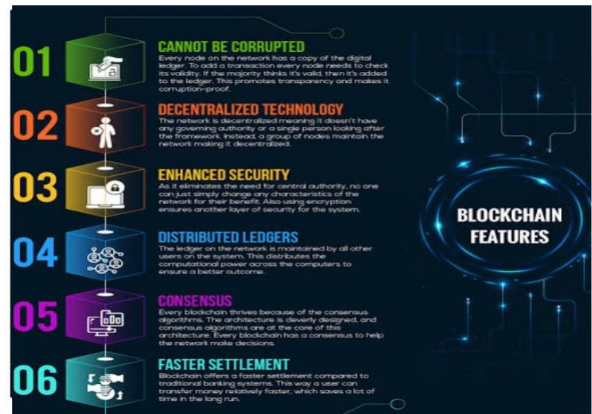 01
CANNOT BE CORRUPTED
Every node on the network has a copy of the digital
ledger. To add a transaction every node needs to check
its validity. If the majority thinks it's valid, then it's added
to the ledger. This promotes transparency and makes it
corruption-proof.
02
DECENTRALIZED TECHNOLOGY
The network is decentralized meaning it doesn't have
any governing authority or a single person looking after
the framework. Instead, a group of nodes maintain the
network making it decentralized.
03
ENHANCED SECURITY
As it eliminates the need for central authority, no one
can just simply change any characteristics of the
network for their benefit. Also using encryption
ensures another layer of security for the system.
04
DISTRIBUTED LEDGERS
The ledger on the network is maintained by all other
users on the system. This distributes the
computational power across the computers to
ensure a better outcome.
05
CONSENSUS
Every blockchain thrives because of the consensus
algorithms. The architecture is cleverly designed, and
consensus algorithms are at the core of this
architecture. Every blockchain has a consensus to help
the network make decisions.
06
FASTER SETTLEMENT
Blockchain offers a faster settlement compared to
traditional banking systems. This way a user can
transfer money relatively faster, which saves a lot of
time in the long run.
BLOCKCHAIN
FEATURES